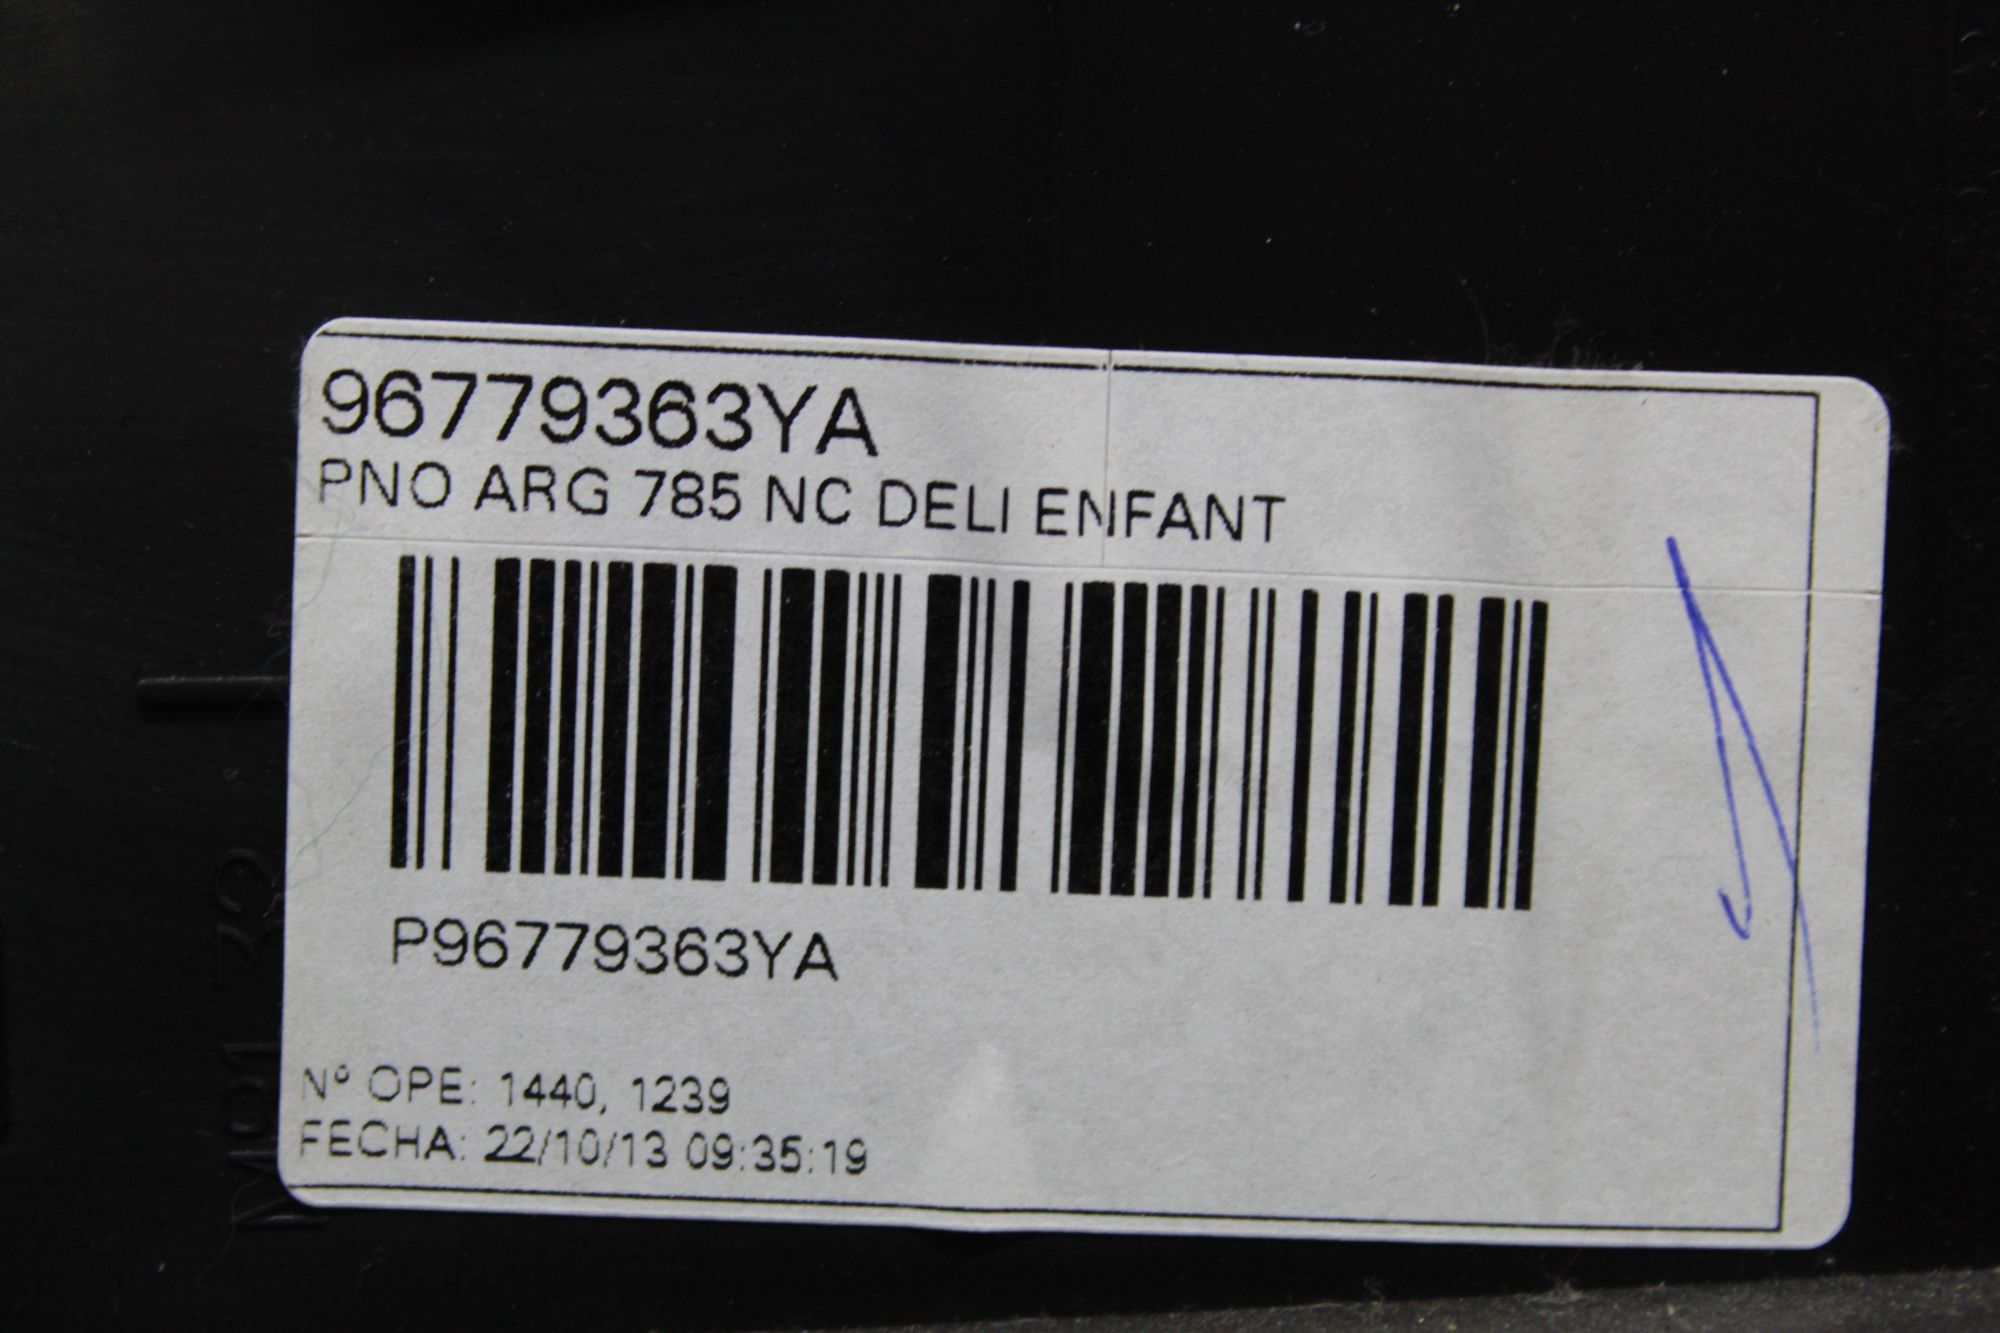 96779363YA
PNO ARG 785 NC DELI ENFANT
P96779363YA
Nº OPE: 1440, 1239
FECHA: 22/10/13 09:35:19